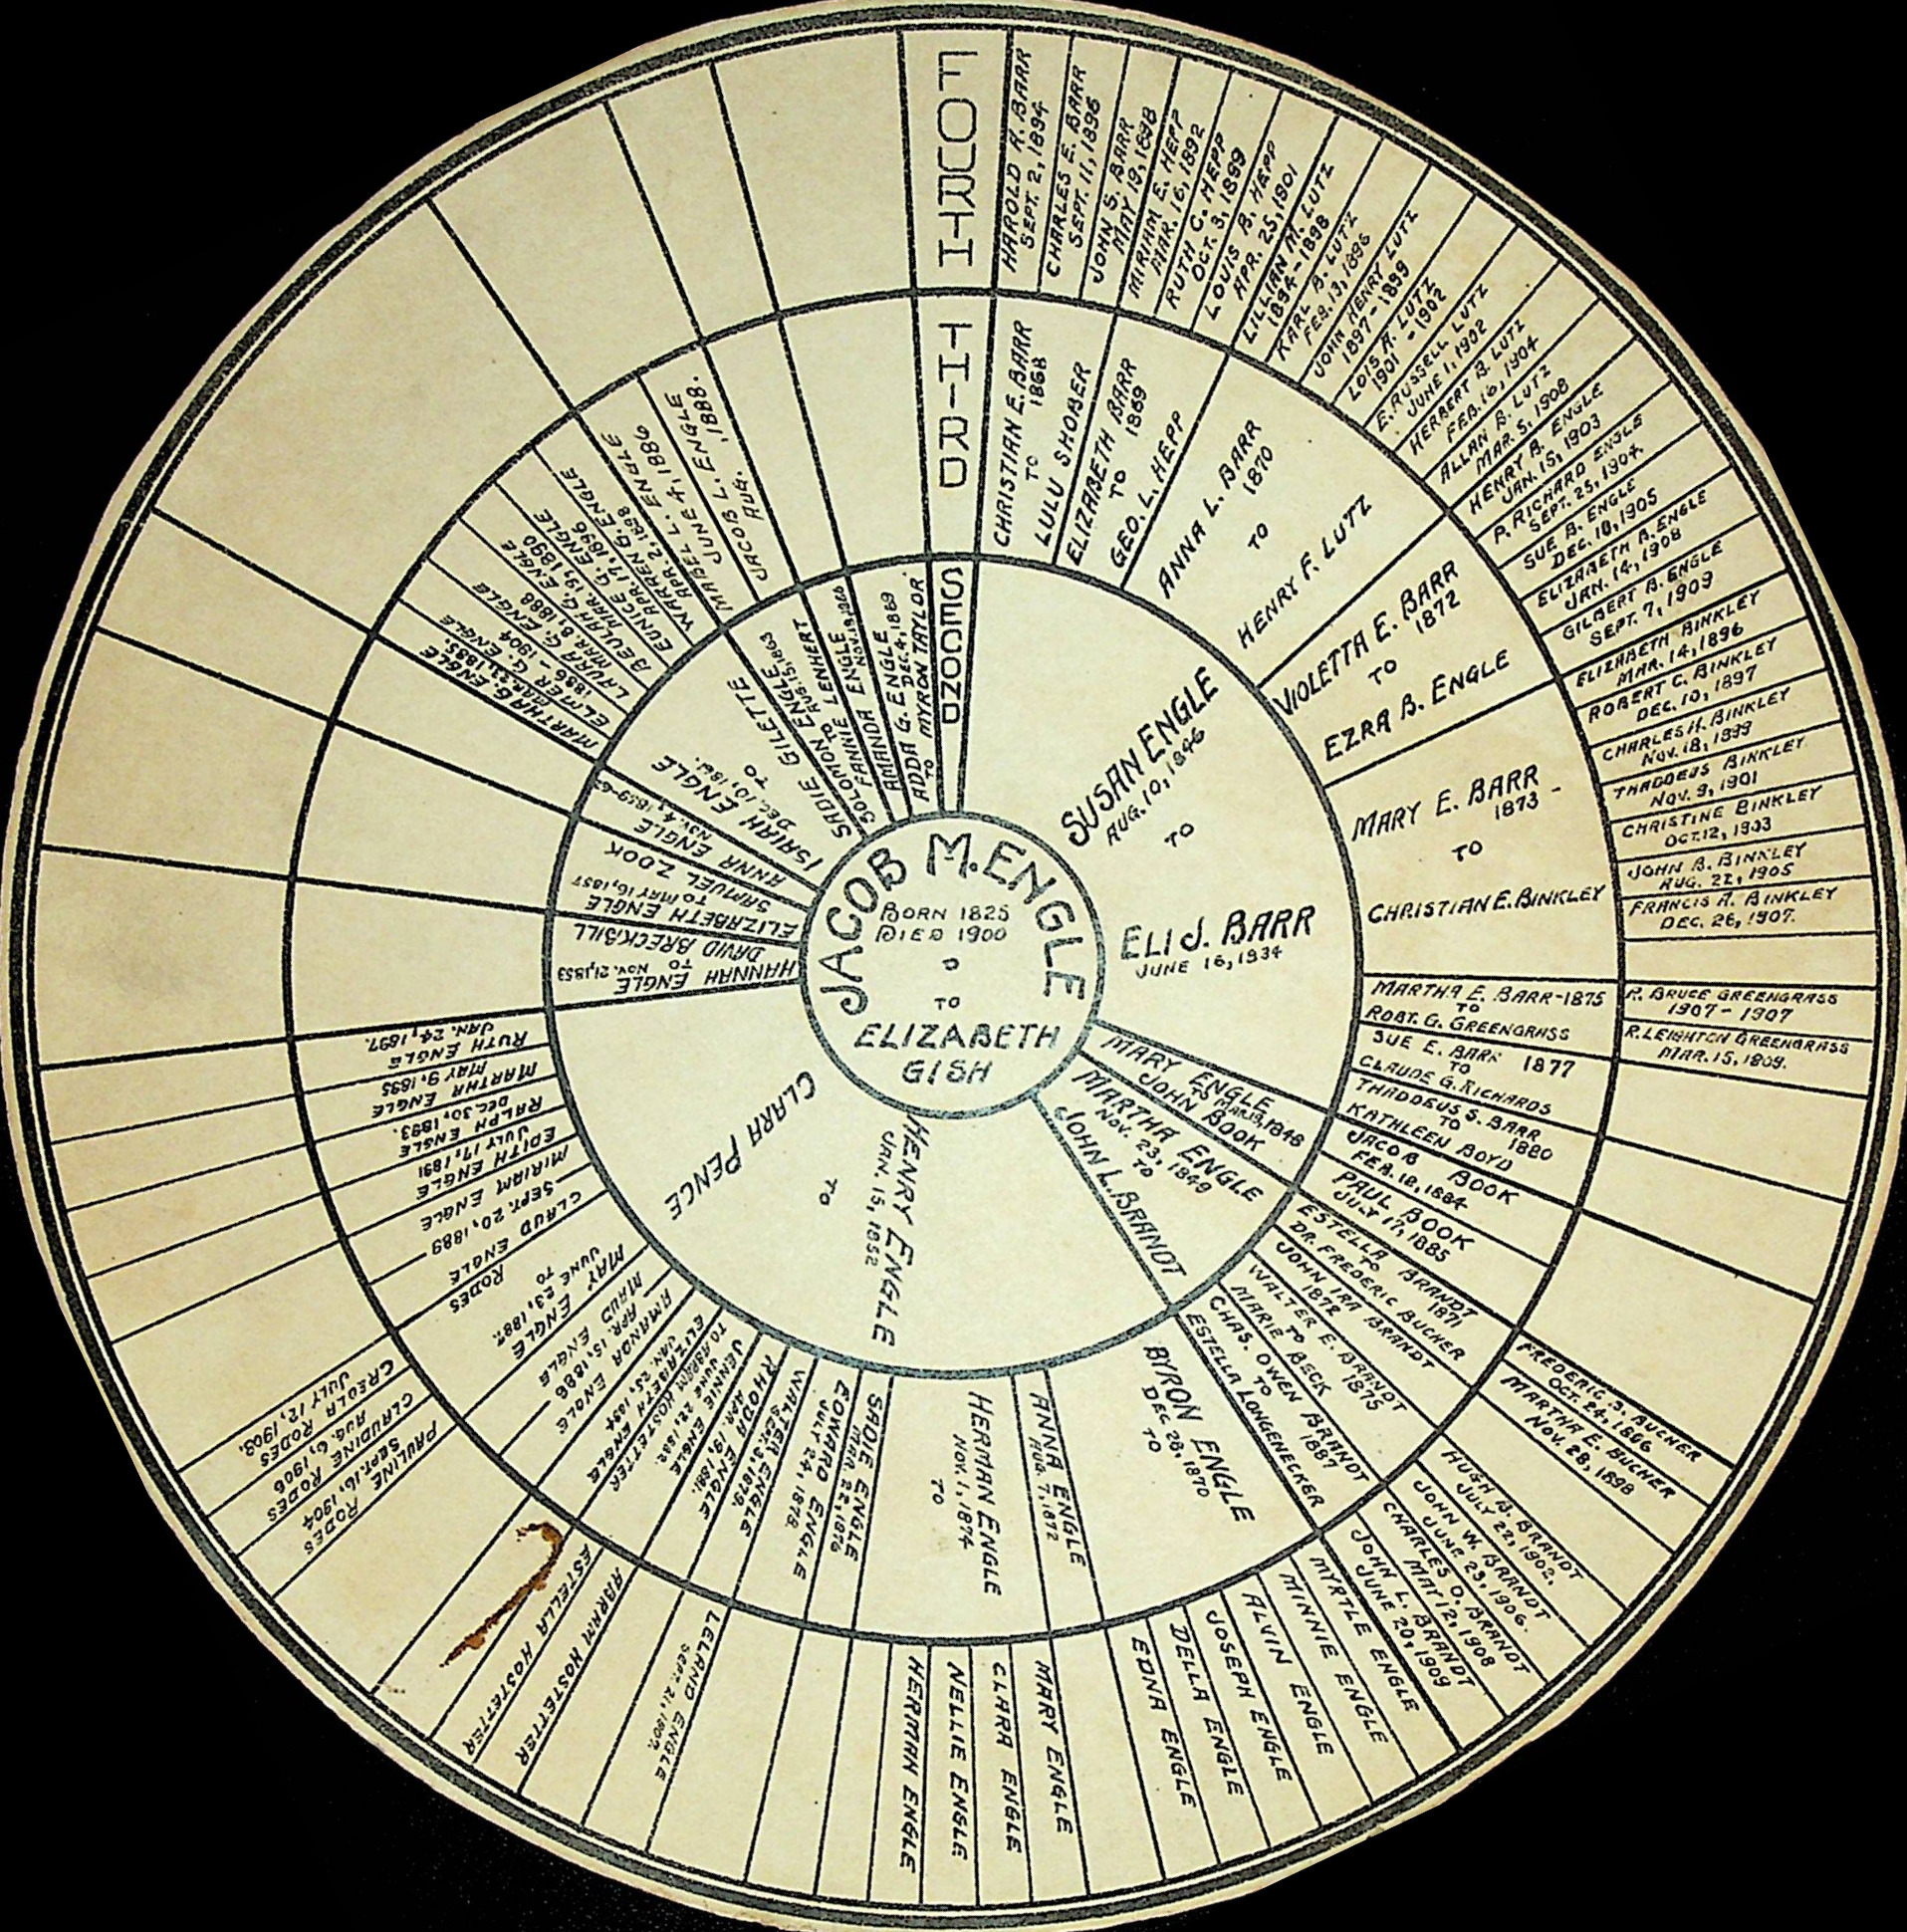 JACOB M. ENGLE
BORN 1825
DIED 1900
TO
ELIZABETH
GISH
SECOND
SUSAN ENGLE
AUG. 10, 1846
TO
ELI J. BARR
JUNE 16, 1934
MARY ENGLE
TO MAR. 19, 1848
JOHN BOOK
MARTHA ENGLE
NOV. 23, 1849
TO
JOHN L. BRANDT
HENRY ENGLE
JAN. 15, 1852
TO
CLARA PENCE
HANNAH ENGLE
TO NOV. 21, 1853
DAVID BRECKBILL
ELIZABETH ENGLE
TO MAY 16, 1857
SAMUEL ZOOK
ANNA ENGLE
NOV. 4, 1859-62
ISAIAH ENGLE
DEC. 10, 1861.
TO
SADIE GILETTE
SOLOMON ENGLE
TO AUG. 15, 1863
FANNIE LENHERT
AMANDA ENGLE
ADDA G. ENGLE
TO DEC. 4, 1869
MYRON TAYLOR
THIRD
CHRISTIAN E. BARR
TO 1868
LULU SHOBER
ELIZABETH BARR
TO 1869
GEO. L. HEPP
ANNA L. BARR
1870
TO
HENRY F. LUTZ
VIOLETTA E. BARR
1872
TO
EZRA B. ENGLE
MARY E. BARR
1873 -
TO
CHRISTIAN E. BINKLEY
MARTHA E. BARR-1875
TO
ROBT. G. GREENGRASS
SUE E. BARR 1877
TO
CLAUDE G. RICHARDS
THADDEUS S. BARR
TO 1880
KATHLEEN BOYD
JACOB BOOK
FEB. 18, 1884
PAUL BOOK
JULY 17, 1885
ESTELLA BRANDT
TO 1871
DR. FREDERIC BUCHER
JOHN IRA BRANDT
1872
WALTER E. BRANDT
TO 1875
MARIE BECK
CHAS. OWEN BRANDT
TO 1887
ESTELLA LONGENECKER
BYRON ENGLE
DEC 28, 1870
TO
ANNA ENGLE
AUG. 7, 1872
HERMAN ENGLE
NOV. 1, 1874
TO
SADIE ENGLE
MAR. 22, 1876
EDWARD ENGLE
JULY 24, 1878.
WALTER ENGLE
SEPT. 3, 1879.
RHODA ENGLE
APR. 19, 1881.
JENNIE ENGLE
JUNE 22, 1882.
TO ABRAM HOSTETTER
ELIZABETH ENGLE
JAN. 25, 1884
AMANDA ENGLE
APR. 15, 1886
MAUD ENGLE
MAY ENGLE
JUNE 23, 1887.
TO
RODES
CLAUD ENGLE
SEPT. 20, 1889
MIRIAM ENGLE
EDITH ENGLE
JULY 17, 1891
RALPH ENGLE
DEC. 30, 1893.
MARTHA ENGLE
MAY 9, 1895
RUTH ENGLE
JAN. 24, 1897.
MARTHA G. ENGLE
MAR. 23, 1885.
ELMER G. ENGLE
1886 - 1904
LAURA G. ENGLE
MAR. 8, 1888
BEULAH G. ENGLE
MAR. 19, 1890
EUNICE G. ENGLE
APR. 17, 1896
WARREN G. ENGLE
APR. 2, 1898
MABEL L. ENGLE
JUNE 4, 1886
JACOB L. ENGLE
AUG. , 1888.
FOURTH
HAROLD A. BARR
SEPT. 2, 1894
CHARLES E. BARR
SEPT. 11, 1896
JOHN S. BARR
MAY 19, 1898
MIRIAM E. HEPP
MAR. 16, 1892
RUTH C. HEPP
OCT. 3, 1899
LOUIS B. HEPP
APR. 25, 1901
LILLIAN M. LUTZ
1894-1898
KARL B. LUTZ
FEB. 13, 1896
JOHN HENRY LUTZ
1897-1899
LOIS A. LUTZ
1901 - 1902
E. RUSSELL LUTZ
JUNE 1, 1902
HERBERT B. LUTZ
FEB. 16, 1904
ALLAN B. LUTZ
MAR. 5, 1908
HENRY B. ENGLE
JAN. 15, 1903
P. RICHARD ENGLE
SEPT. 25, 1904.
SUE B. ENGLE
DEC. 10, 1905
ELIZABETH A. ENGLE
JAN. 14, 1908
GILBERT B. ENGLE
SEPT. 7, 1909
ELIZABETH BINKLEY
MAR. 14, 1896
ROBERT C. BINKLEY
DEC. 10, 1897
CHARLES H. BINKLEY
NOV. 18, 1899
THADDEUS BINKLEY
NOV. 9, 1901
CHRISTINE BINKLEY
OCT. 12, 1903
JOHN B. BINKLEY
AUG. 22, 1905
FRANCIS A. BINKLEY
DEC. 26, 1907.
R. BRUCE GREENGRASS
1907 - 1907
R. LEIGHTON GREENGRASS
MAR. 15, 1909.
FREDERIC S. BUCHER
OCT. 24, 1896
MARTHA E. BUCHER
NOV. 28, 1898
HUGH B. BRANDT
JULY 22, 1902.
JOHN W. BRANDT
JUNE 23, 1906.
CHARLES O. BRANDT
MAY 12, 1908
JOHN L. BRANDT
JUNE 20, 1909
MYRTLE ENGLE
MINNIE ENGLE
ALVIN ENGLE
JOSEPH ENGLE
DELLA ENGLE
EDNA ENGLE
MARY ENGLE
CLARA ENGLE
NELLIE ENGLE
HERMAN ENGLE
LELAND ENGLE
SEPT. 21, 1907.
ABRAM HOSTETTER
ESTELLA HOSTETTER
PAULINE RODES
SEPT. 16, 1904
CLAUDINE RODES
AUG. 6, 1906
CREOLA RODES
JULY 12, 1908.